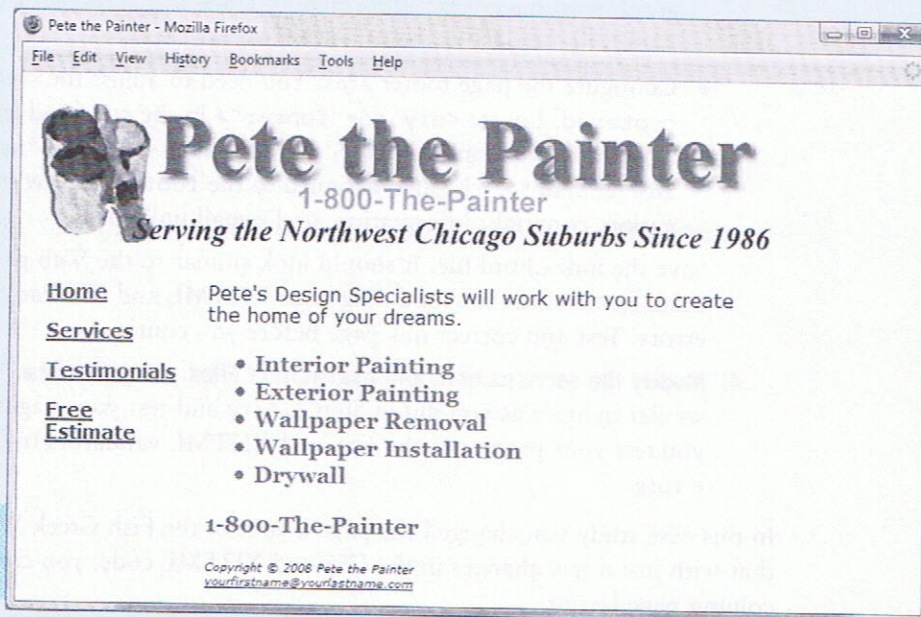 Pete the Painter - Mozilla Firefox
File Edit View History Bookmarks Tools Help
Pete the Painter
1-800-The-Painter
Serving the Northwest Chicago Suburbs Since 1986
Home
Services
Testimonials
Free
Estimate
Pete's Design Specialists will work with you to create
the home of your dreams.
• Interior Painting
• Exterior Painting
• Wallpaper Removal
• Wallpaper Installation
• Drywall
1-800-The-Painter
Copyright © 2008 Pete the Painter
yourfirstname@yourlastname.com